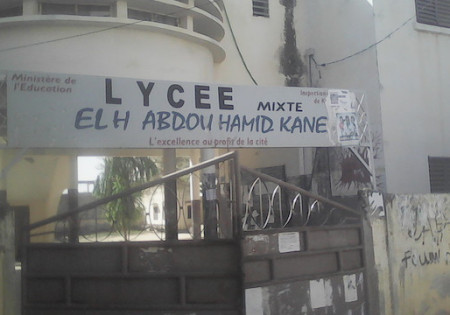 Ministère de
l'Education
LYCEE MIXTE
EL H ABDOU HAMID KANE
L'excellence au profit de la cité